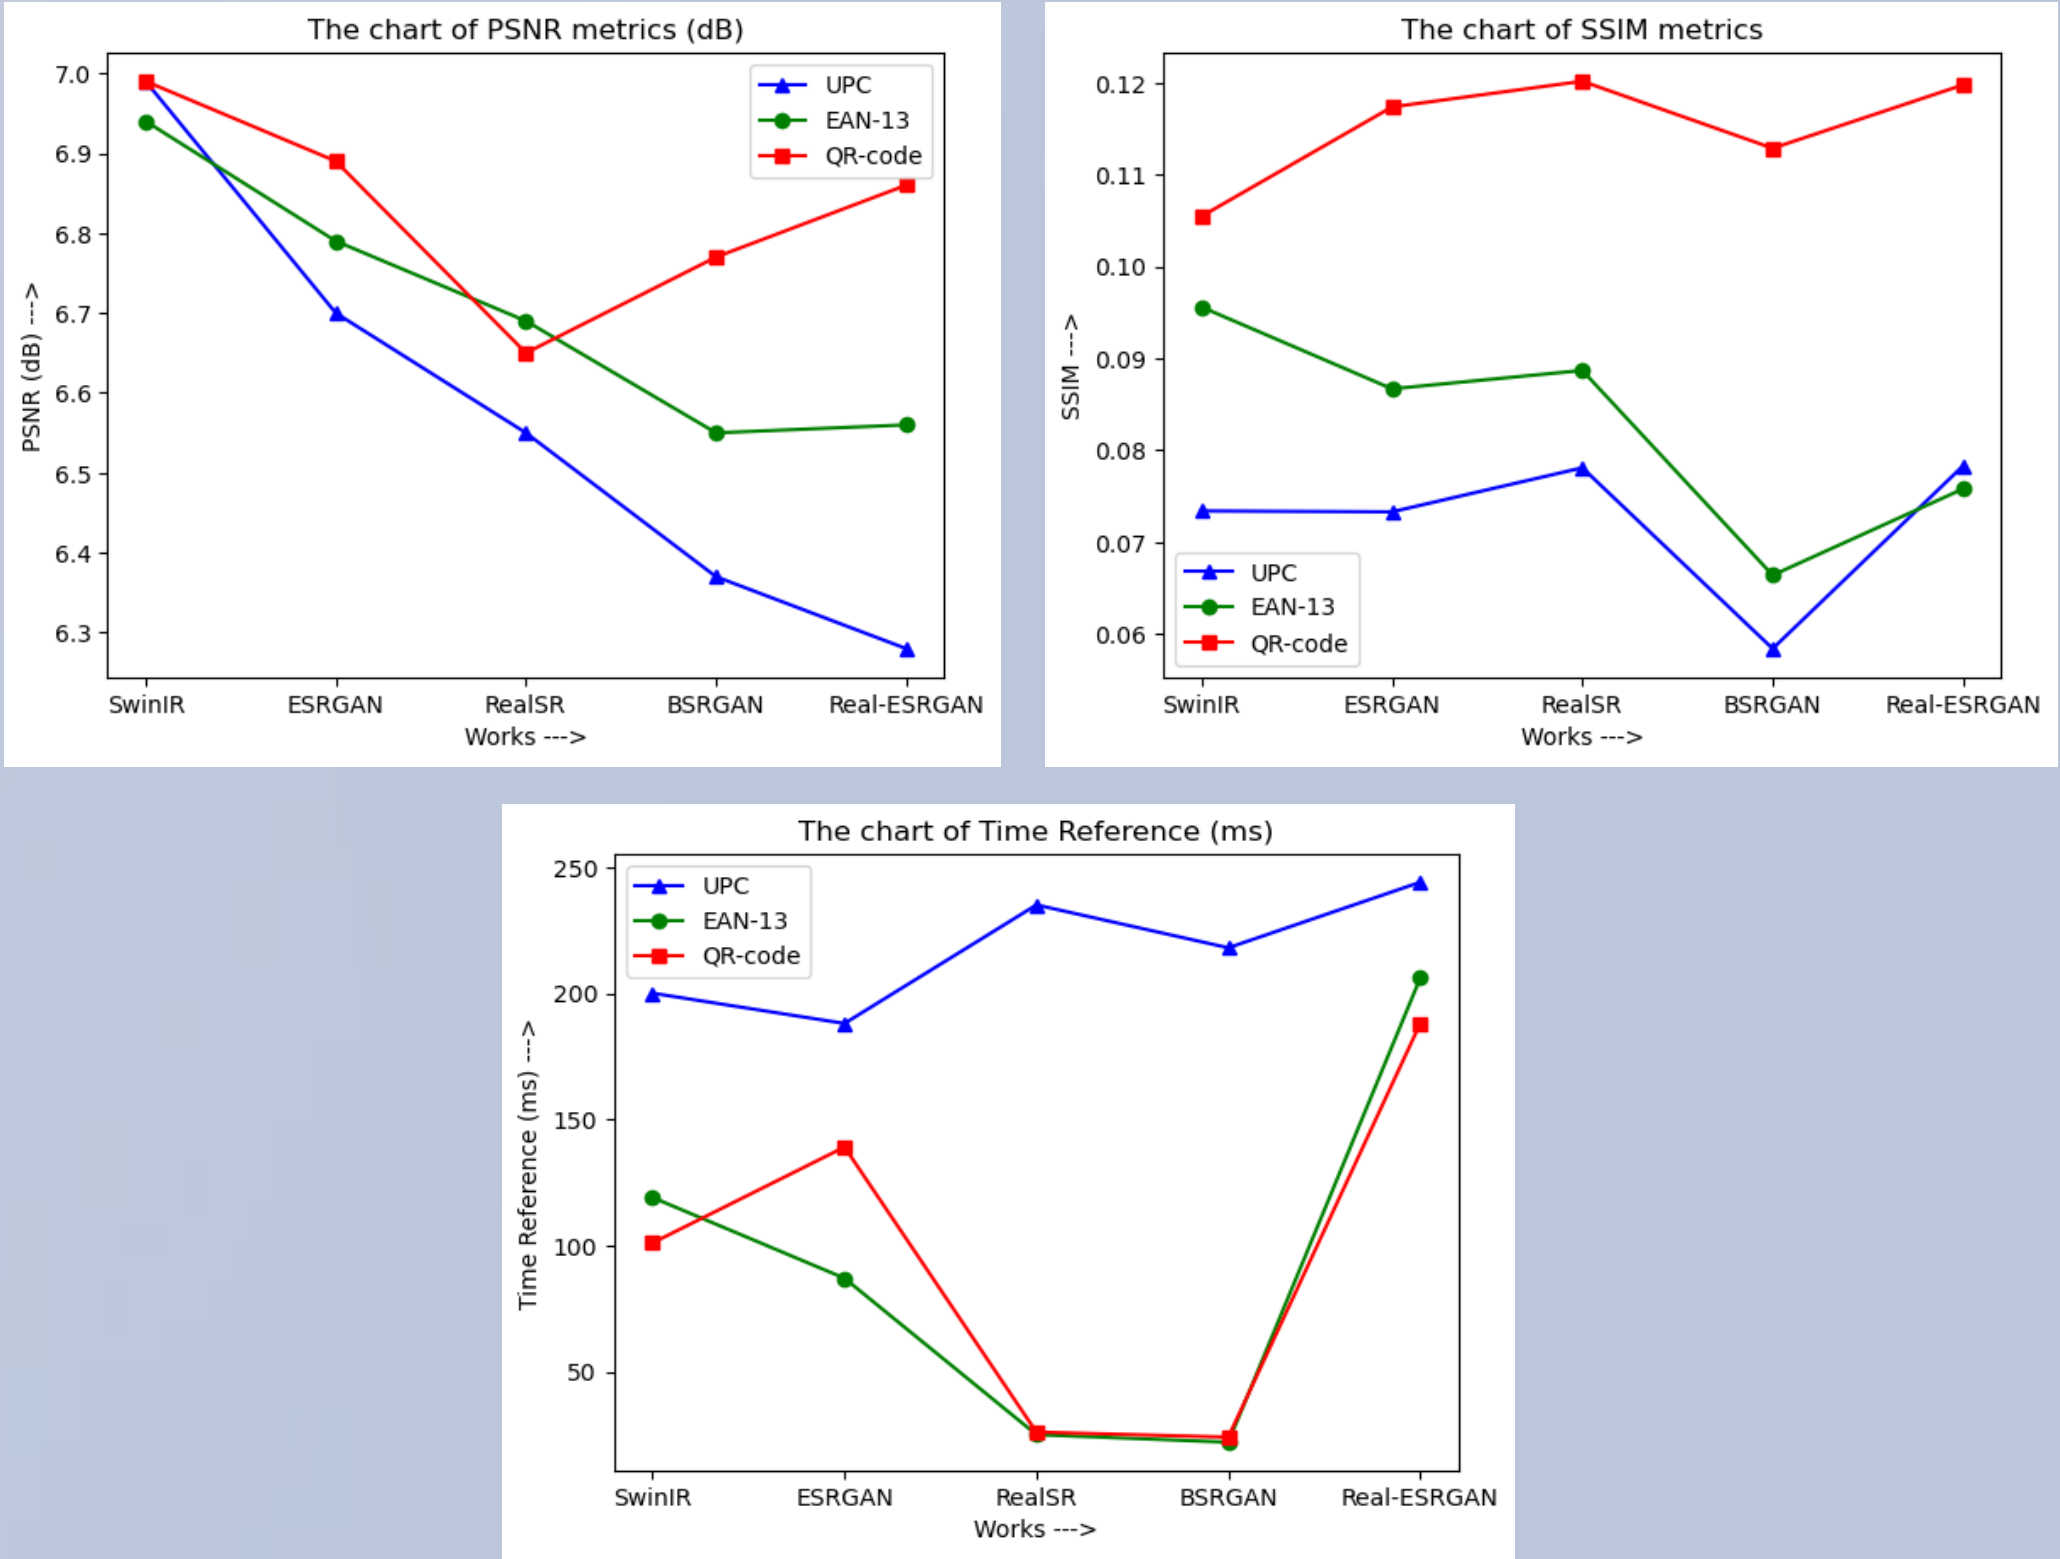 The chart of PSNR metrics (dB)
7.0
6.9
6.8
6.7
6.6
6.5
6.4
6.3
PSNR (dB) --->
UPC
EAN-13
QR-code
SwinIR ESRGAN RealSR BSRGAN Real-ESRGAN
Works --->
The chart of SSIM metrics
0.12
0.11
0.10
0.09
0.08
0.07
0.06
SSIM --->
UPC
EAN-13
QR-code
SwinIR ESRGAN RealSR BSRGAN Real-ESRGAN
Works --->
The chart of Time Reference (ms)
250
200
150
100
50
Time Reference (ms) --->
UPC
EAN-13
QR-code
SwinIR ESRGAN RealSR BSRGAN Real-ESRGAN
Works --->